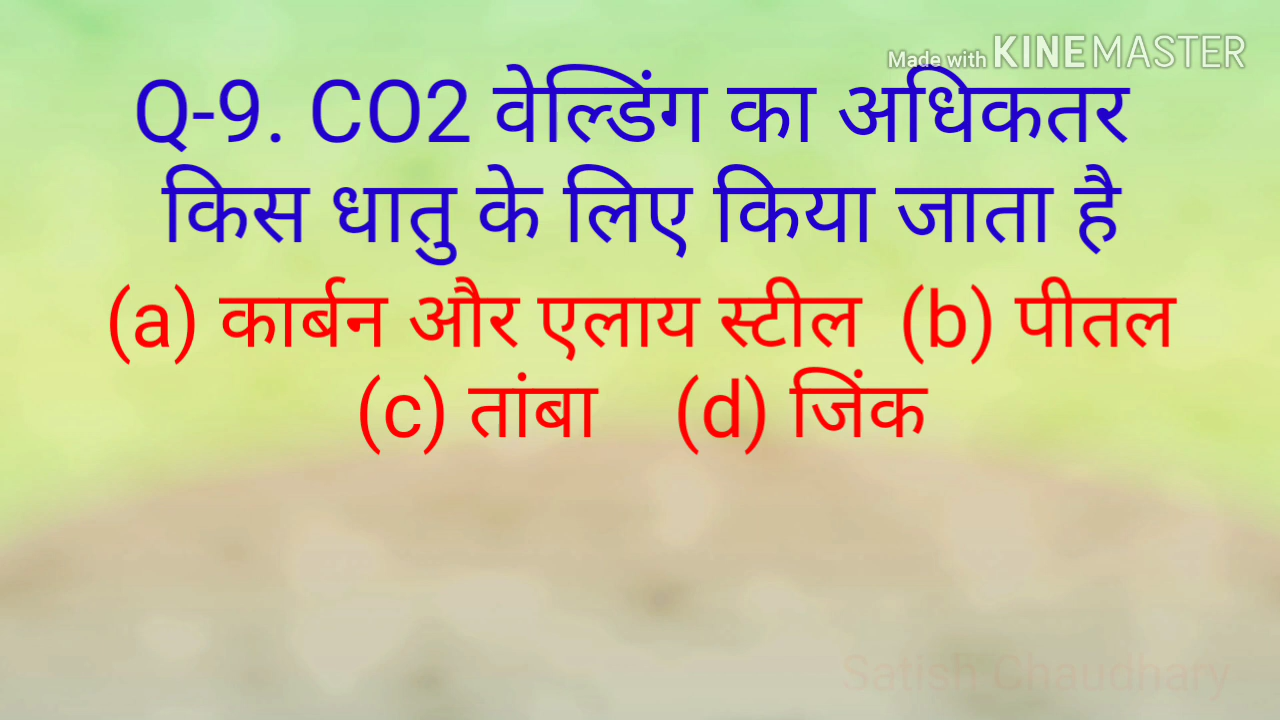 Made with KINEMASTER
Q-9. CO2 वेल्डिंग का अधिकतर
किस धातु के लिए किया जाता है
(a) कार्बन और एलाय स्टील (b) पीतल
(c) तांबा (d) जिंक
Satish Chaudhary